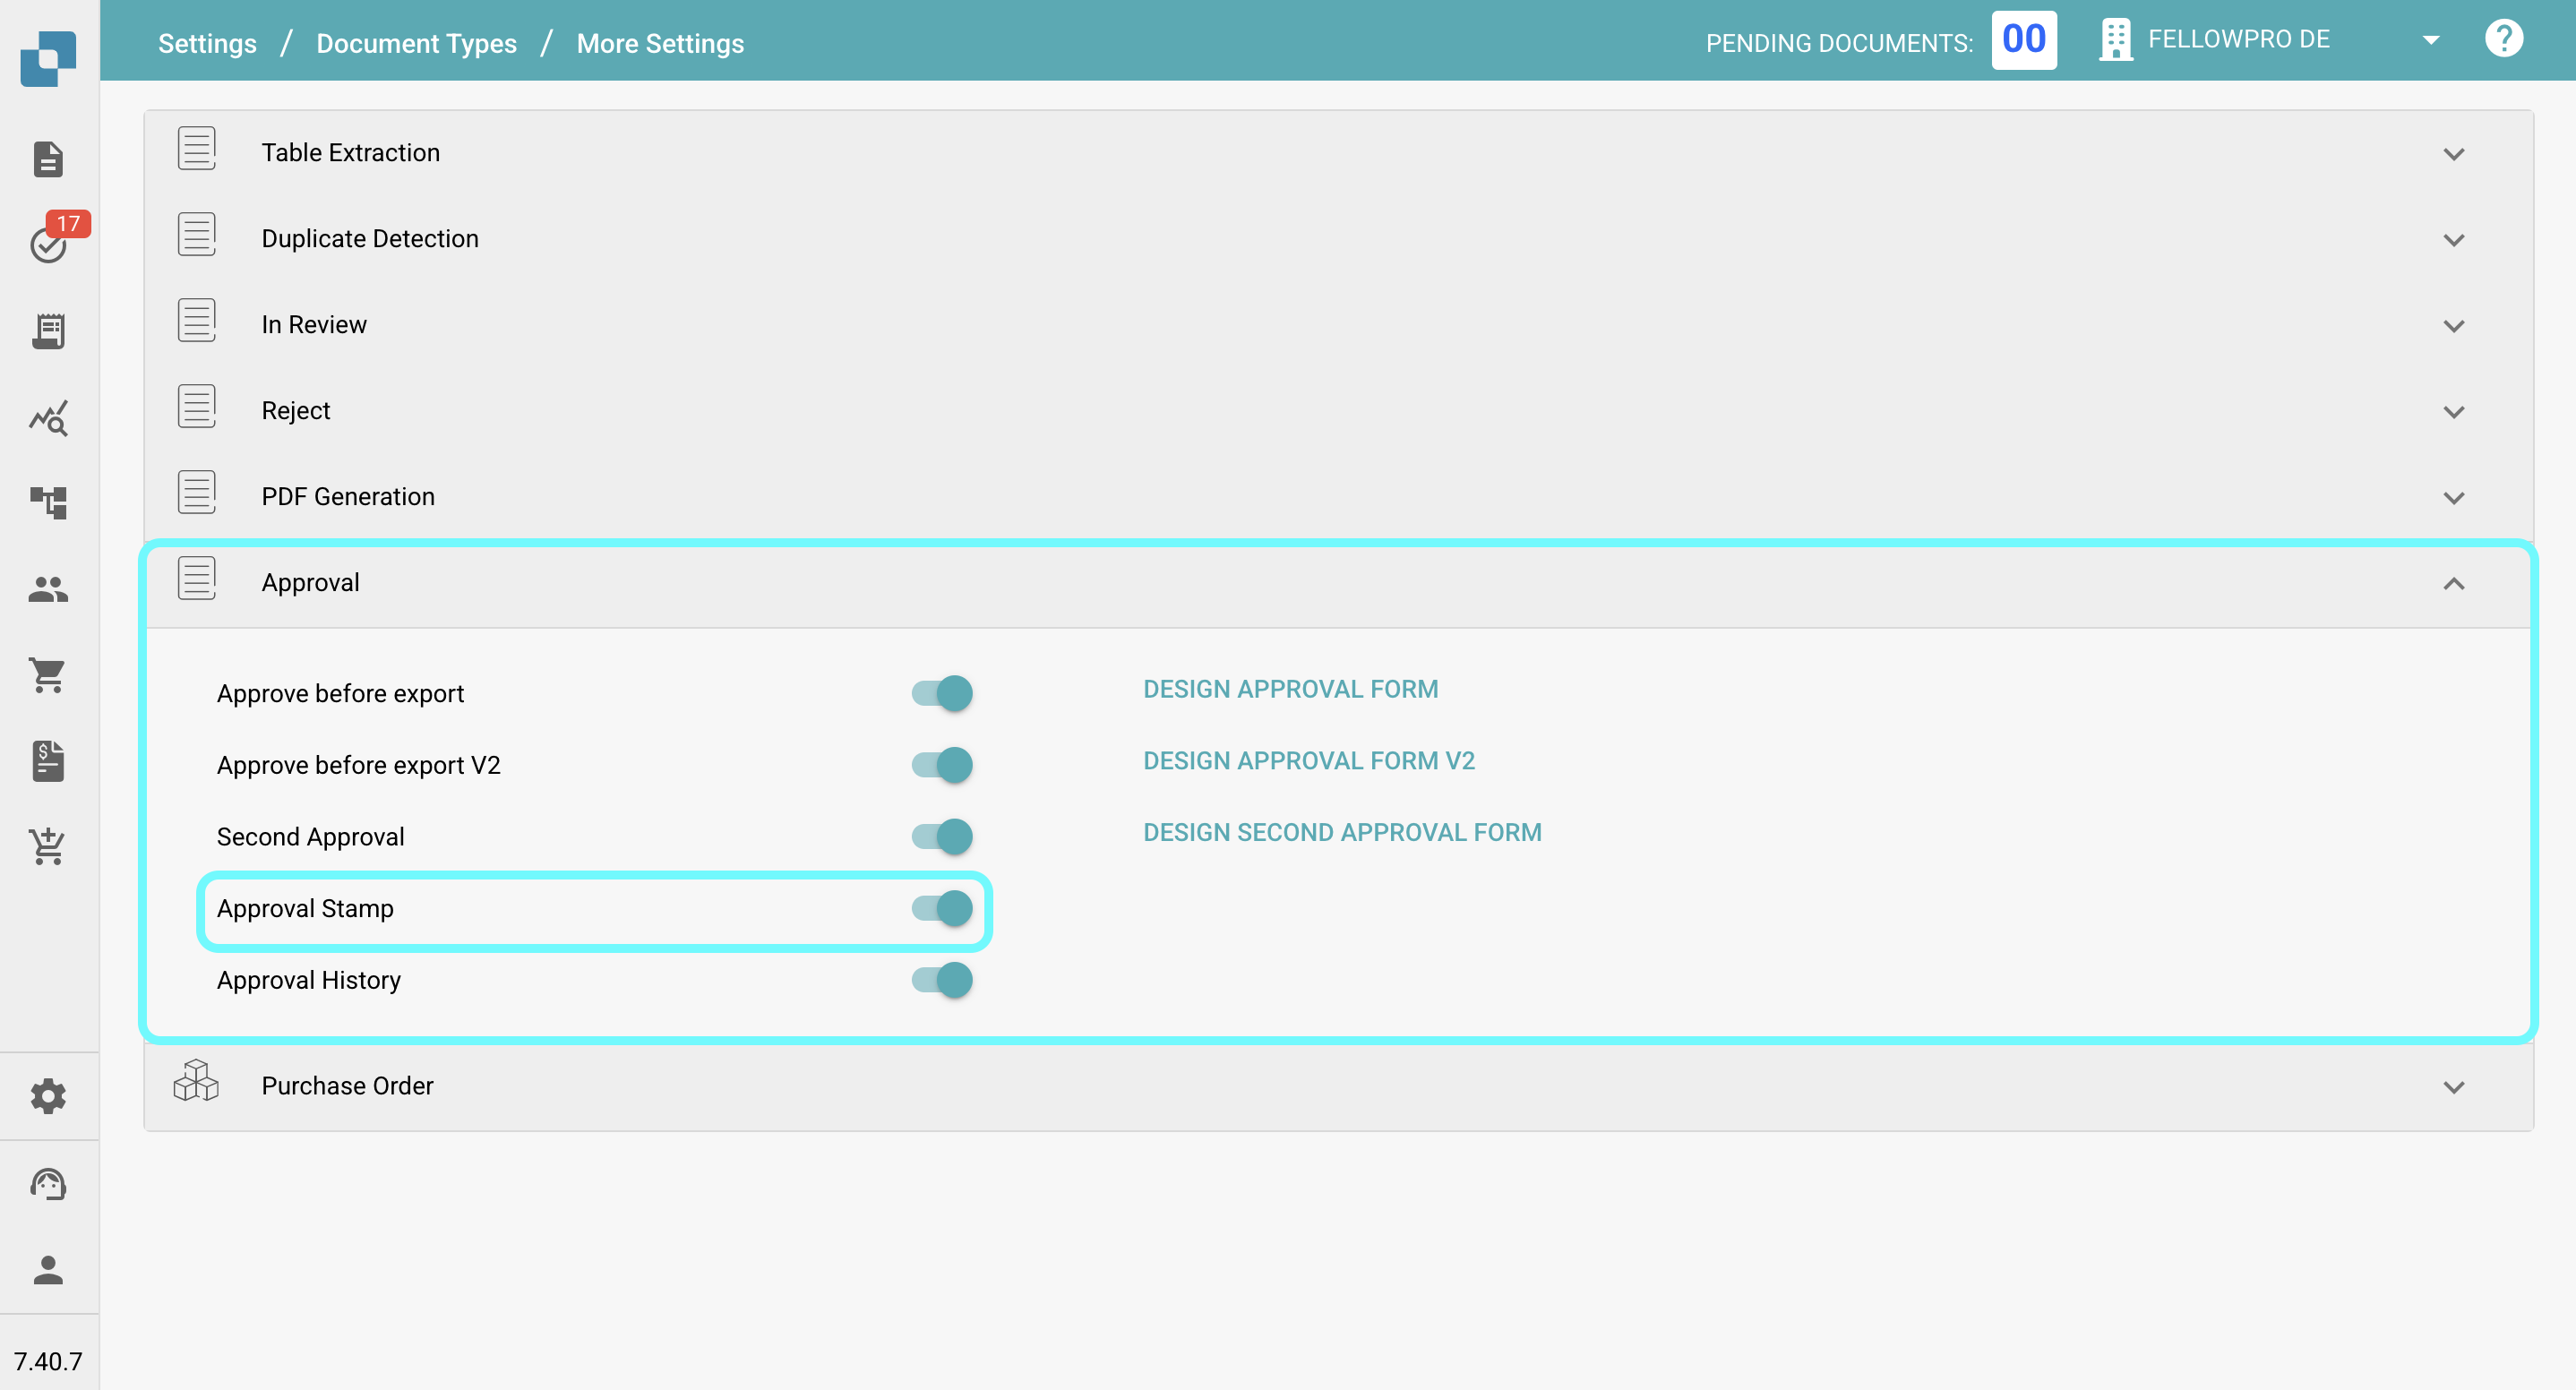 Settings / Document Types / More Settings
PENDING DOCUMENTS: 00 FELLOWPRO DE ?
17
Table Extraction
Duplicate Detection
In Review
Reject
PDF Generation
Approval
Approve before export DESIGN APPROVAL FORM
Approve before export V2 DESIGN APPROVAL FORM V2
Second Approval DESIGN SECOND APPROVAL FORM
Approval Stamp
Approval History
Purchase Order
7.40.7